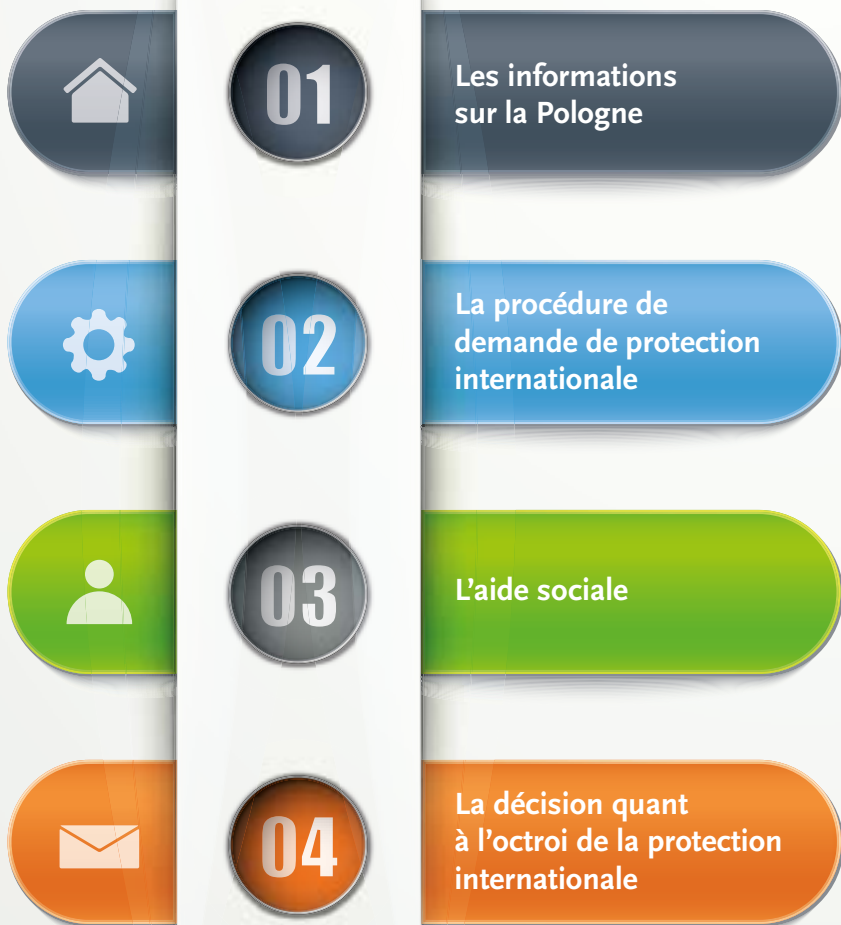 01
Les informations
sur la Pologne
02
La procédure de
demande de protection
internationale
03
L’aide sociale
04
La décision quant
à l’octroi de la protection
internationale